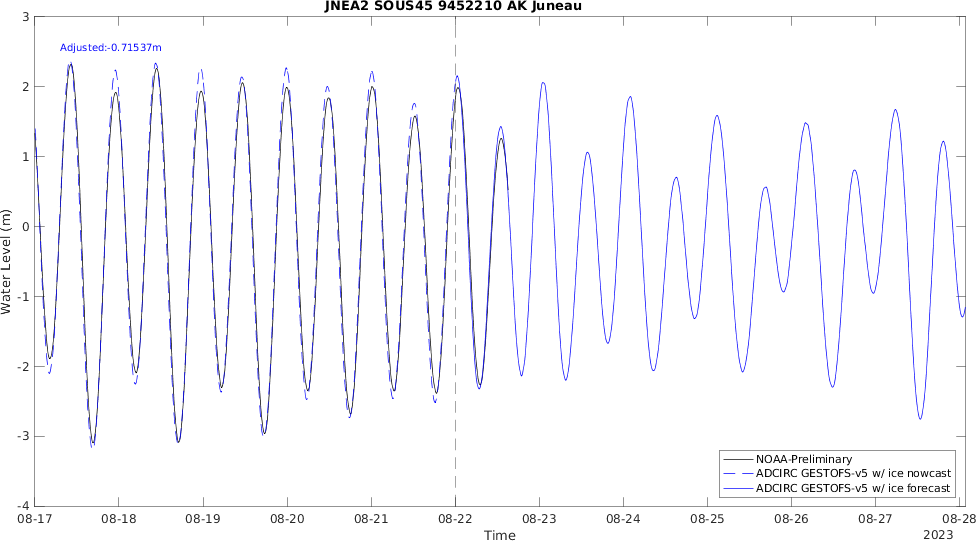 JNEA2 SOUS45 9452210 AK Juneau
Adjusted:-0.71537m
3
2
1
0
-1
-2
-3
-4
Water Level (m)
NOAA-Preliminary
ADCIRC GESTOFS-v5 w/ ice nowcast
ADCIRC GESTOFS-v5 w/ ice forecast
08-17 08-18 08-19 08-20 08-21 08-22 08-23 08-24 08-25 08-26 08-27 08-28
Time
2023